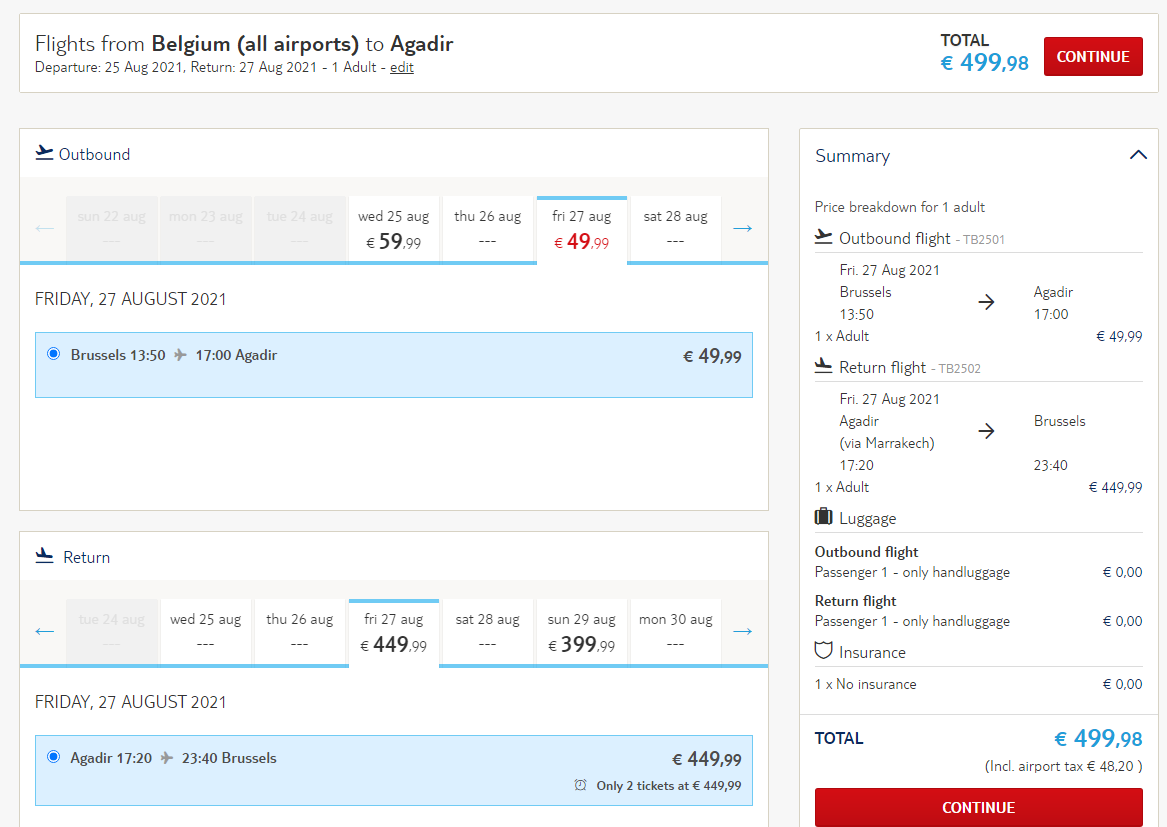 Flights from Belgium (all airports) to Agadir
Departure: 25 Aug 2021, Return: 27 Aug 2021 - 1 Adult - edit
TOTAL
€ 499,98
CONTINUE
Outbound
sun 22 aug
---
mon 23 aug
---
tue 24 aug
---
wed 25 aug
€ 59,99
thu 26 aug
---
fri 27 aug
€ 49,99
sat 28 aug
---
FRIDAY, 27 AUGUST 2021
Brussels 13:50 17:00 Agadir
€ 49,99
Return
tue 24 aug
---
wed 25 aug
---
thu 26 aug
---
fri 27 aug
€ 449,99
sat 28 aug
---
sun 29 aug
€ 399,99
mon 30 aug
---
FRIDAY, 27 AUGUST 2021
Agadir 17:20 23:40 Brussels
€ 449,99
Only 2 tickets at € 449,99
Summary
Price breakdown for 1 adult
Outbound flight - TB2501
Fri. 27 Aug 2021
Brussels → Agadir
13:50 17:00
1 x Adult € 49,99
Return flight - TB2502
Fri. 27 Aug 2021
Agadir → Brussels
(via Marrakech)
17:20 23:40
1 x Adult € 449,99
Luggage
Outbound flight
Passenger 1 - only handluggage € 0,00
Return flight
Passenger 1 - only handluggage € 0,00
Insurance
1 x No insurance € 0,00
TOTAL € 499,98
(Incl. airport tax € 48,20 )
CONTINUE